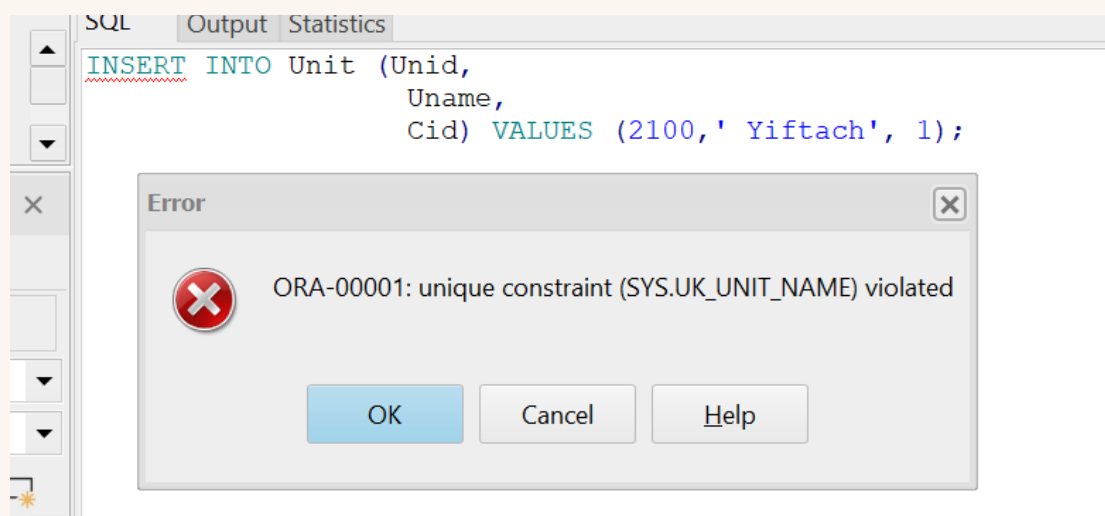 SQL Output Statistics
INSERT INTO Unit (Unid,
Uname,
Cid) VALUES (2100,' Yiftach', 1);
Error
ORA-00001: unique constraint (SYS.UK_UNIT_NAME) violated
OK Cancel Help